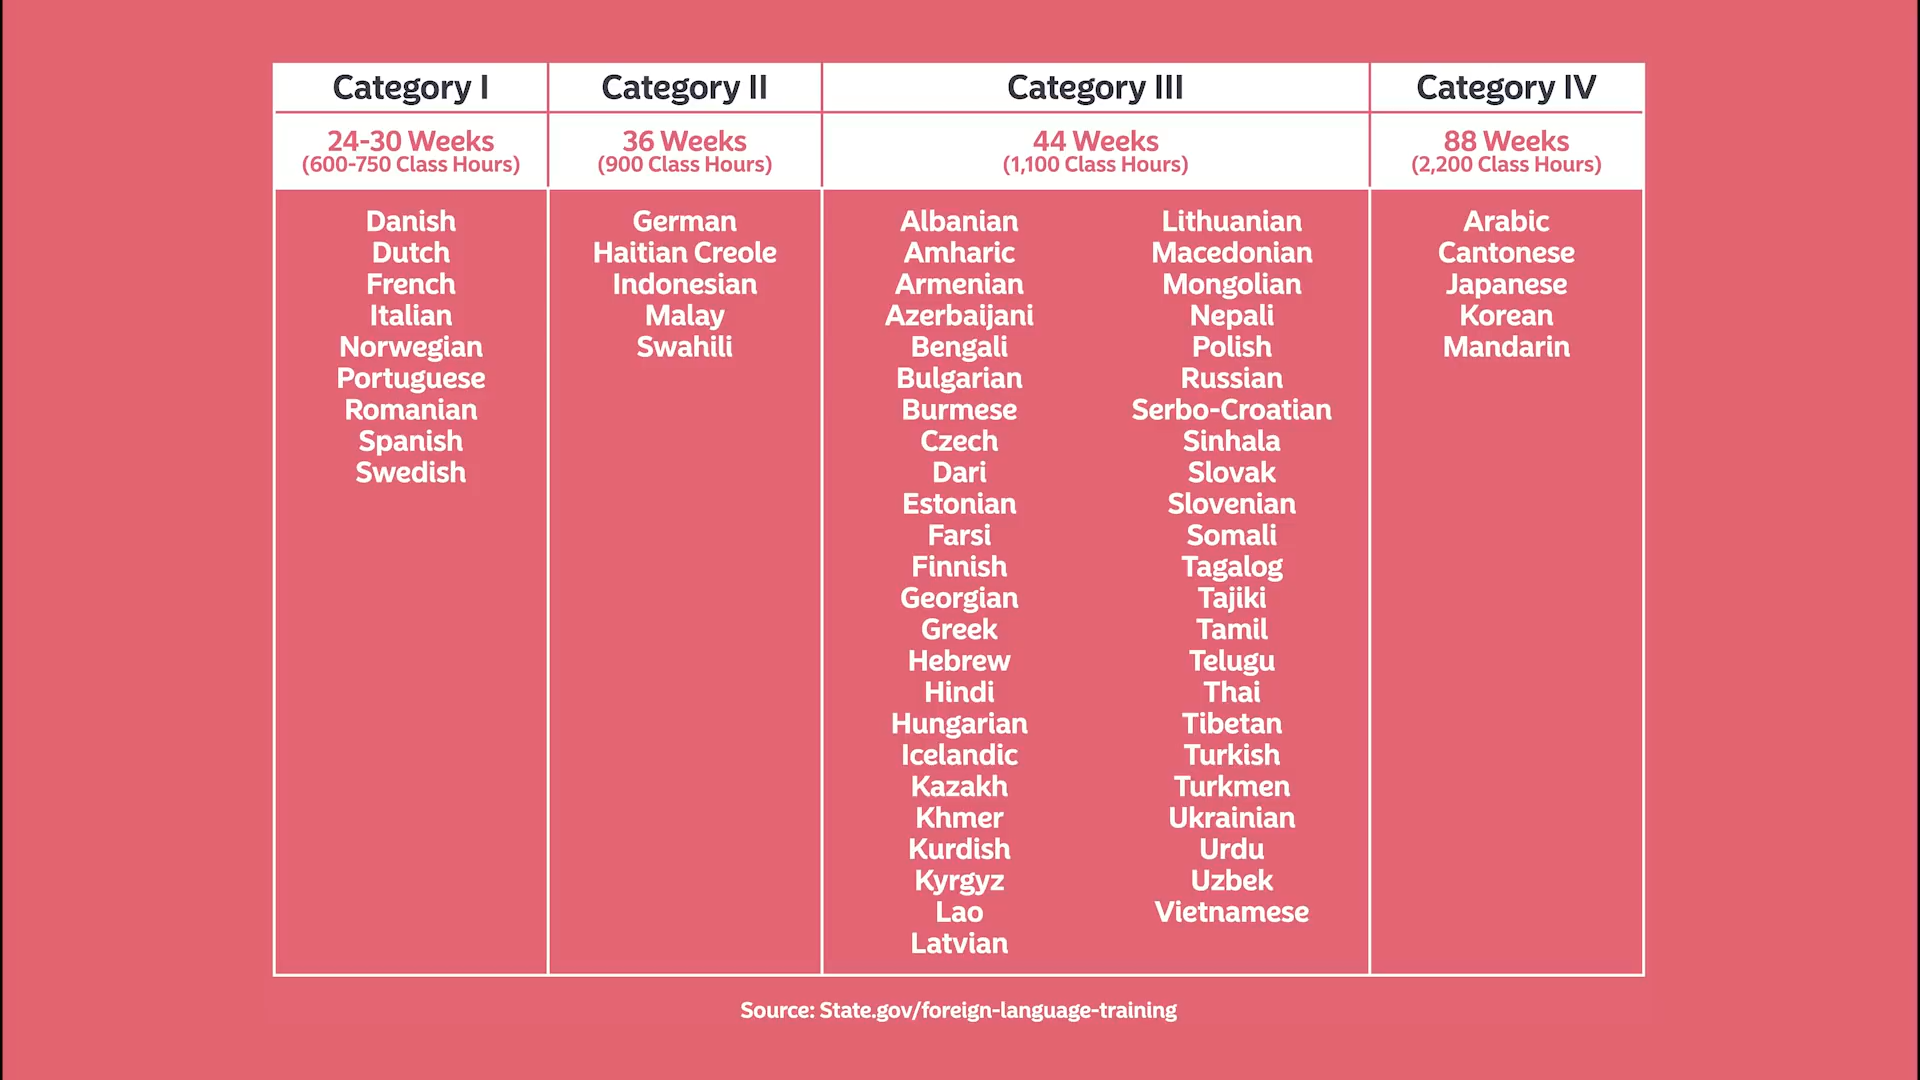 Category I
24-30 Weeks
(600-750 Class Hours)
Danish
Dutch
French
Italian
Norwegian
Portuguese
Romanian
Spanish
Swedish
Category II
36 Weeks
(900 Class Hours)
German
Haitian Creole
Indonesian
Malay
Swahili
Category III
44 Weeks
(1,100 Class Hours)
Albanian
Amharic
Armenian
Azerbaijani
Bengali
Bulgarian
Burmese
Czech
Dari
Estonian
Farsi
Finnish
Georgian
Greek
Hebrew
Hindi
Hungarian
Icelandic
Kazakh
Khmer
Kurdish
Kyrgyz
Lao
Latvian
Lithuanian
Macedonian
Mongolian
Nepali
Polish
Russian
Serbo-Croatian
Sinhala
Slovak
Slovenian
Somali
Tagalog
Tajiki
Tamil
Telugu
Thai
Tibetan
Turkish
Turkmen
Ukrainian
Urdu
Uzbek
Vietnamese
Category IV
88 Weeks
(2,200 Class Hours)
Arabic
Cantonese
Japanese
Korean
Mandarin
Source: State.gov/foreign-language-training